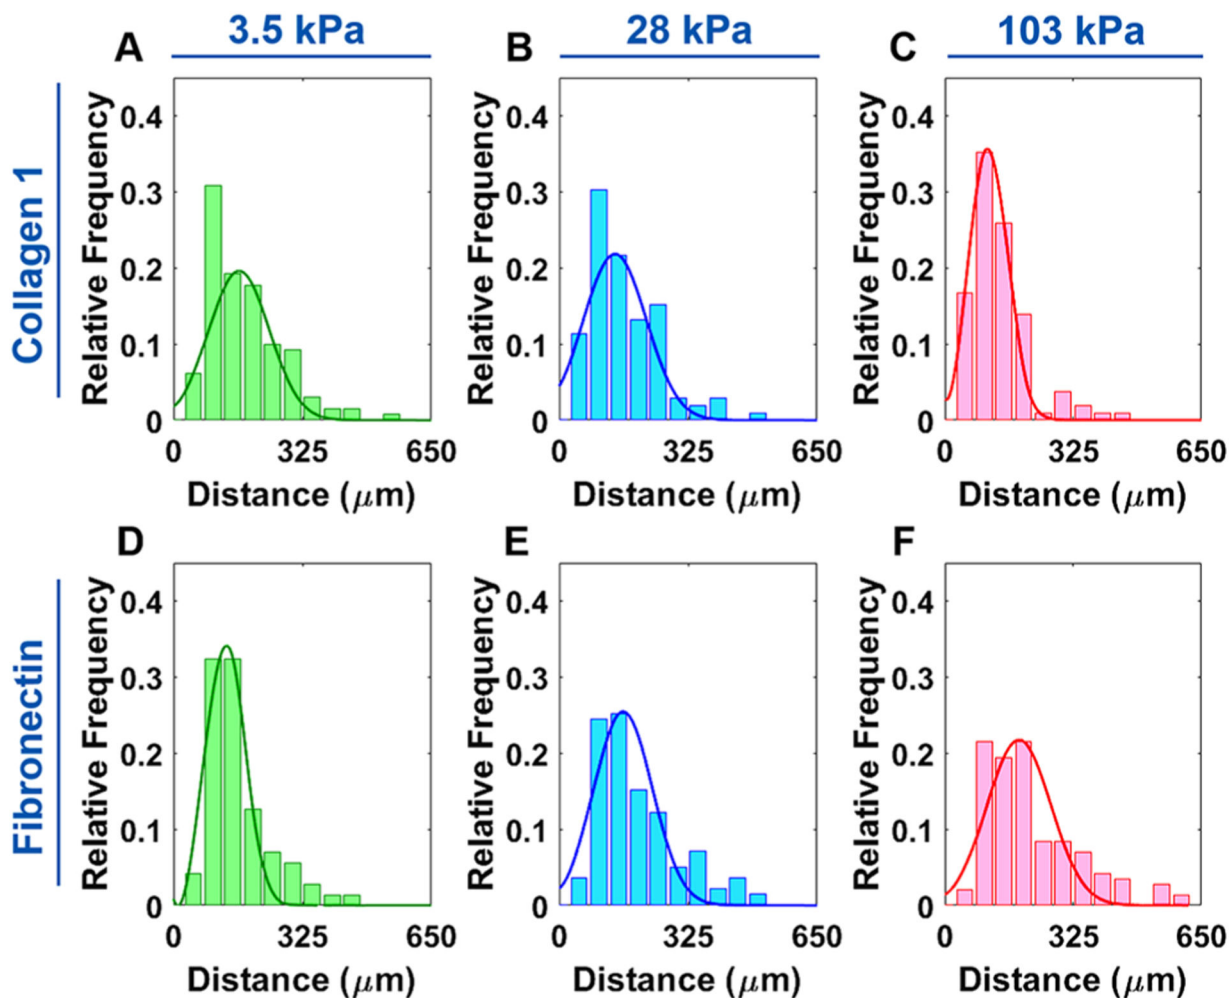 3.5 kPa 28 kPa 103 kPa
A B C
Collagen 1
Relative Frequency Relative Frequency Relative Frequency
0.4 0.4 0.4
0.3 0.3 0.3
0.2 0.2 0.2
0.1 0.1 0.1
0 0 0
0 325 650 0 325 650 0 325 650
Distance (μm) Distance (μm) Distance (μm)
D E F
Fibronectin
Relative Frequency Relative Frequency Relative Frequency
0.4 0.4 0.4
0.3 0.3 0.3
0.2 0.2 0.2
0.1 0.1 0.1
0 0 0
0 325 650 0 325 650 0 325 650
Distance (μm) Distance (μm) Distance (μm)